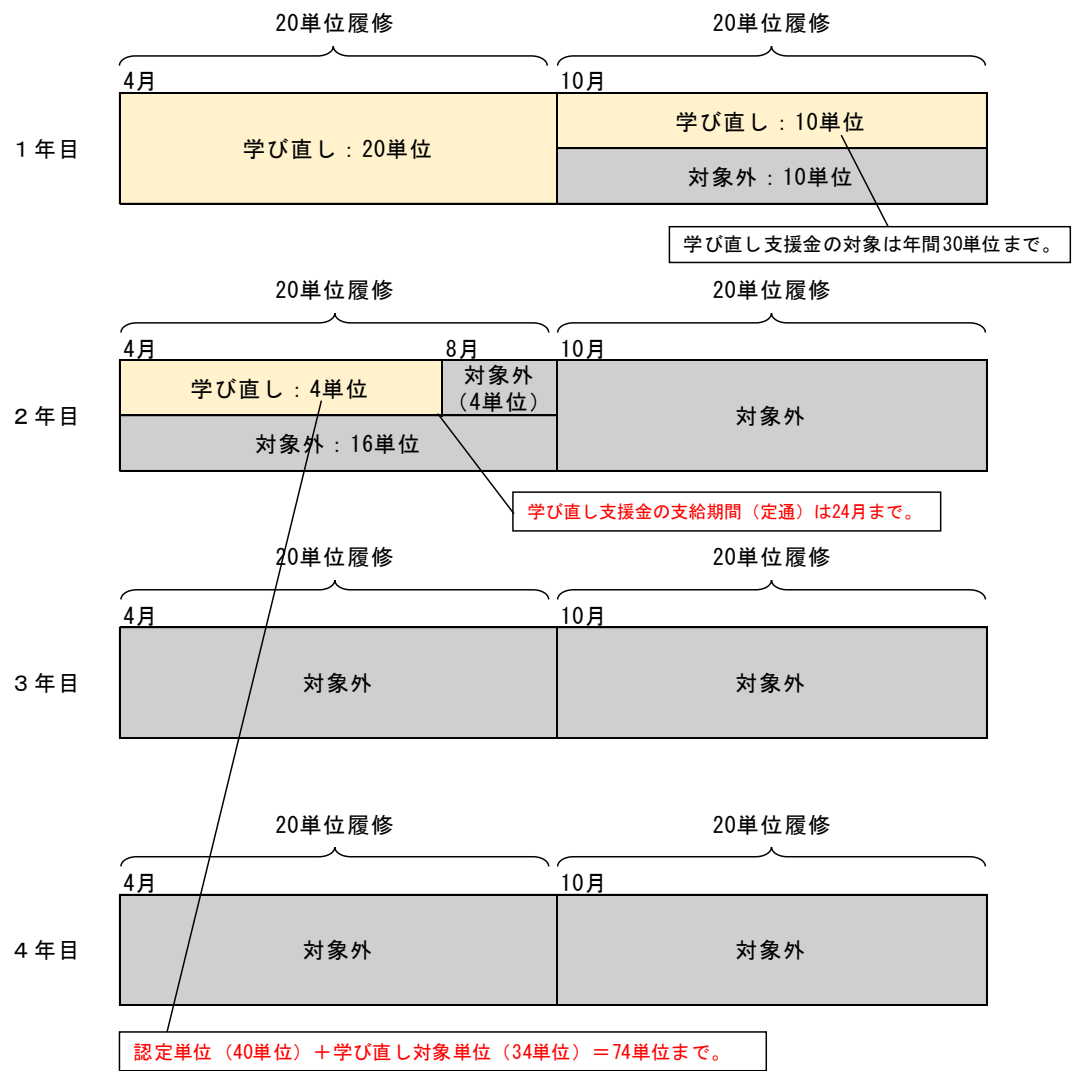 20単位履修 20単位履修
4月 10月
1年目
学び直し：20単位
学び直し：10単位
対象外：10単位
学び直し支援金の対象は年間30単位まで。
20単位履修 20単位履修
4月 8月 10月
2年目
学び直し：4単位
対象外
（4単位）
対象外：16単位
対象外
学び直し支援金の支給期間（定通）は24月まで。
20単位履修 20単位履修
4月 10月
3年目
対象外 対象外
20単位履修 20単位履修
4月 10月
4年目
対象外 対象外
認定単位（40単位）＋学び直し対象単位（34単位）＝74単位まで。